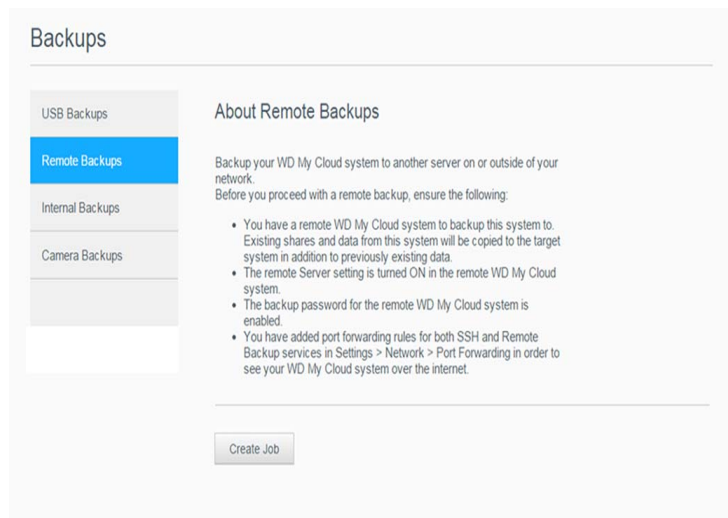 Backups
USB Backups
Remote Backups
Internal Backups
Camera Backups
About Remote Backups
Backup your WD My Cloud system to another server on or outside of your
network.
Before you proceed with a remote backup, ensure the following:
• You have a remote WD My Cloud system to backup this system to.
Existing shares and data from this system will be copied to the target
system in addition to previously existing data.
• The remote Server setting is turned ON in the remote WD My Cloud
system.
• The backup password for the remote WD My Cloud system is
enabled.
• You have added port forwarding rules for both SSH and Remote
Backup services in Settings > Network > Port Forwarding in order to
see your WD My Cloud system over the internet.
Create Job